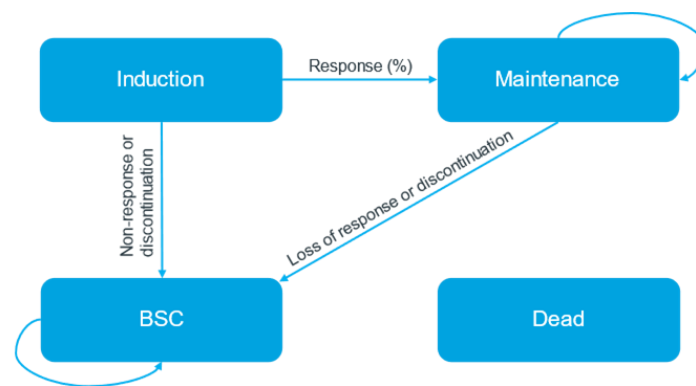 Induction
Response (%)
Maintenance
Non-response or
discontinuation
Loss of response or discontinuation
BSC
Dead